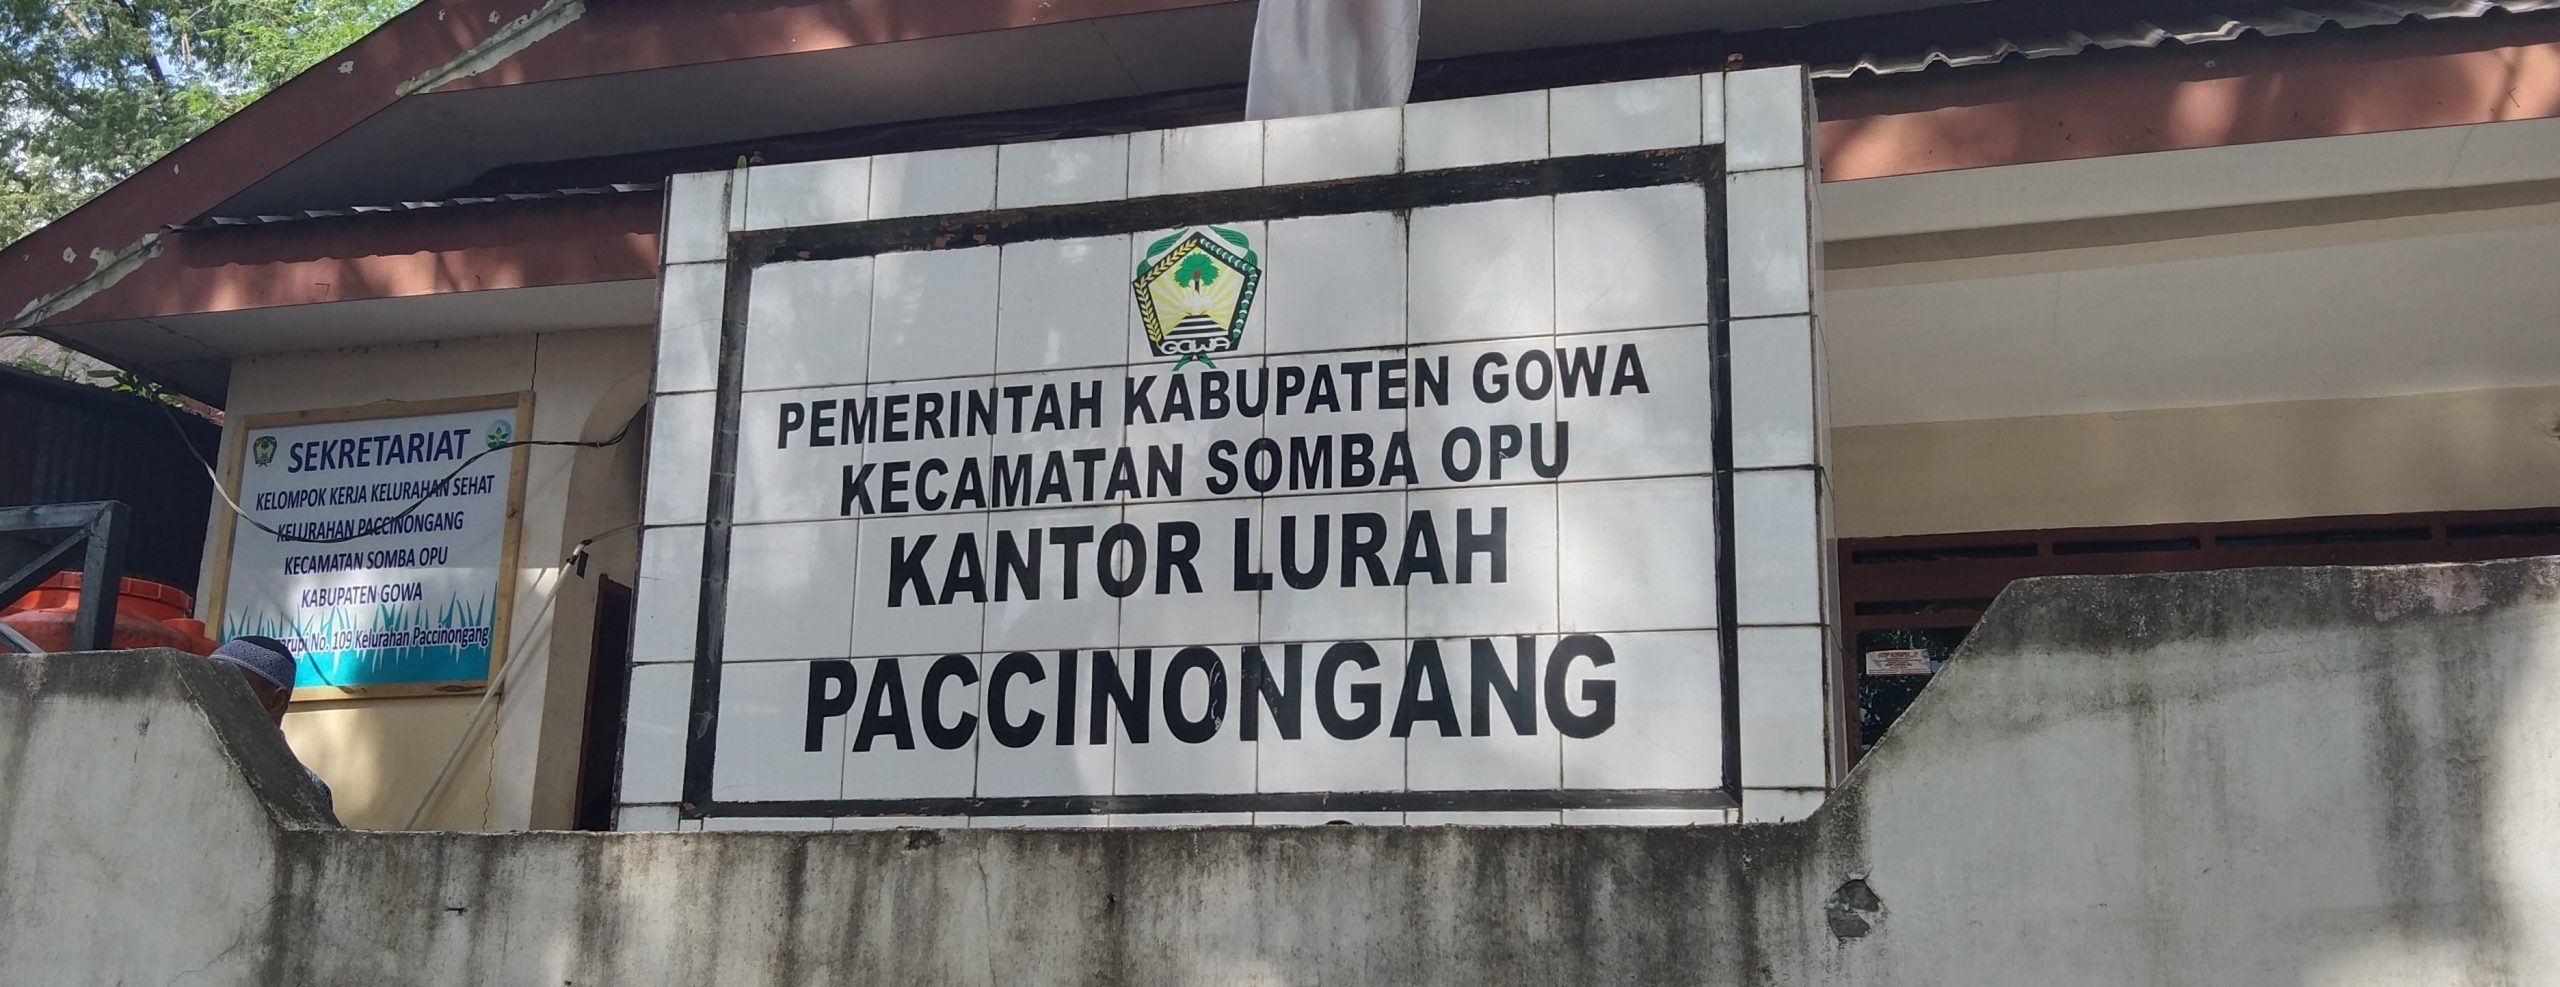 GOWA
PEMERINTAH KABUPATEN GOWA
KECAMATAN SOMBA OPU
KANTOR LURAH
PACCINONGANG
SEKRETARIAT
KELOMPOK KERJA KELURAHAN SEHAT
KELURAHAN PACCINONGANG
KECAMATAN SOMBA OPU
KABUPATEN GOWA
No. 109 Kelurahan Paccinongang